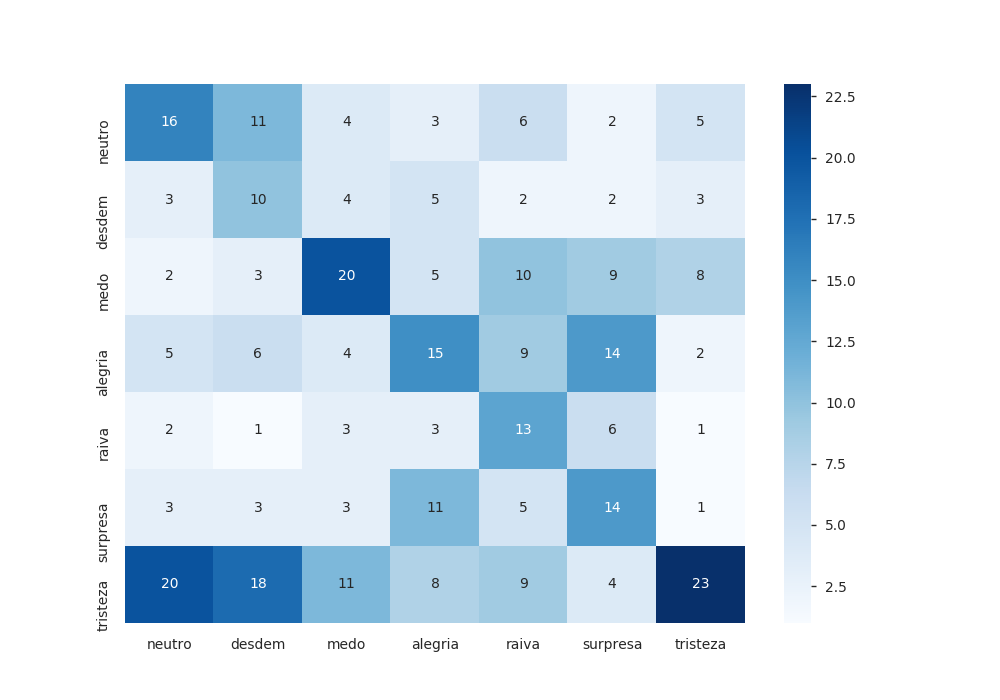 neutro 16 11 4 3 6 2 5
desdem 3 10 4 5 2 2 3
medo 2 3 20 5 10 9 8
alegria 5 6 4 15 9 14 2
raiva 2 1 3 3 13 6 1
surpresa 3 3 3 11 5 14 1
tristeza 20 18 11 8 9 4 23
neutro desdem medo alegria raiva surpresa tristeza
22.5
20.0
17.5
15.0
12.5
10.0
7.5
5.0
2.5